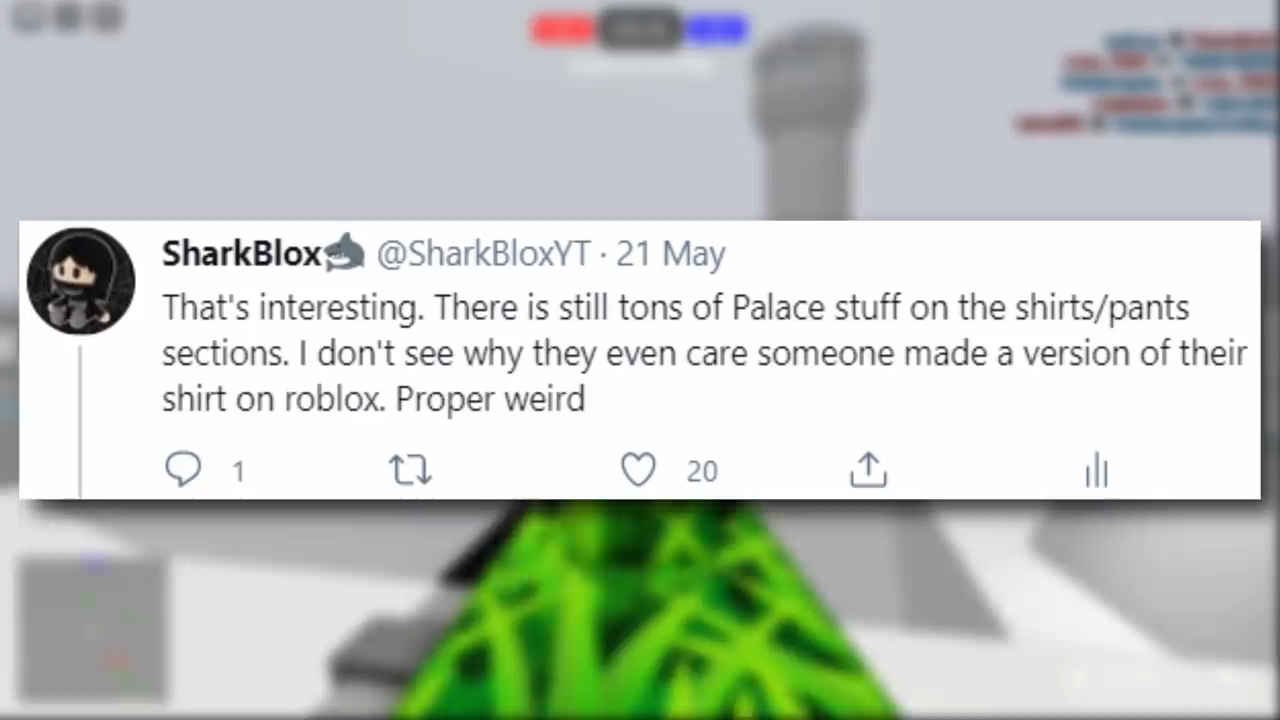 SharkBlox🦈 @SharkBloxYT · 21 May
That's interesting. There is still tons of Palace stuff on the shirts/pants
sections. I don't see why they even care someone made a version of their
shirt on roblox. Proper weird
1 20